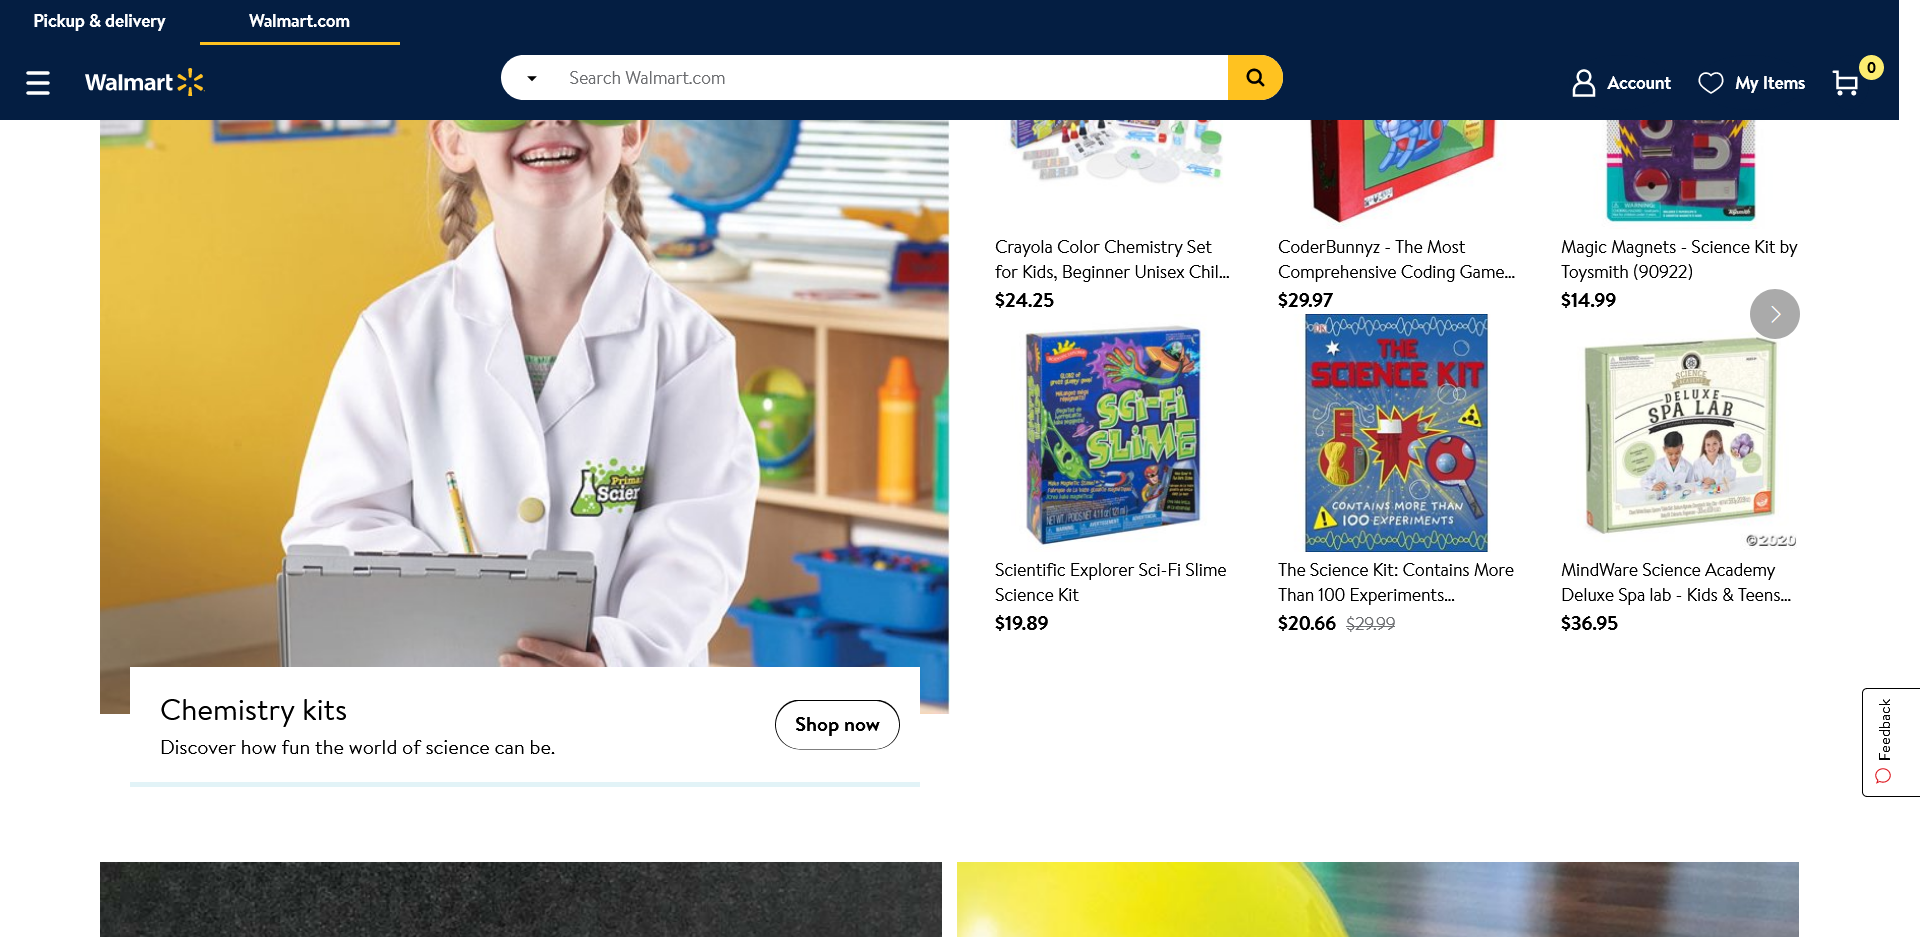 Pickup & delivery
Walmart.com
Walmart
Search Walmart.com
Account
My Items
0
Crayola Color Chemistry Set
for Kids, Beginner Unisex Chil...
$24.25
CoderBunnyz - The Most
Comprehensive Coding Game...
$29.97
Magic Magnets - Science Kit by
Toysmith (90922)
$14.99
SCI-FI
SLIME
DK
THE
SCIENCE KIT
CONTAINS MORE THAN
100 EXPERIMENTS
SCIENCE
ACADEMY
DELUXE
SPA LAB
©2020
Scientific Explorer Sci-Fi Slime
Science Kit
$19.89
The Science Kit: Contains More
Than 100 Experiments...
$20.66 $29.99
MindWare Science Academy
Deluxe Spa lab - Kids & Teens...
$36.95
Chemistry kits
Discover how fun the world of science can be.
Shop now
Feedback